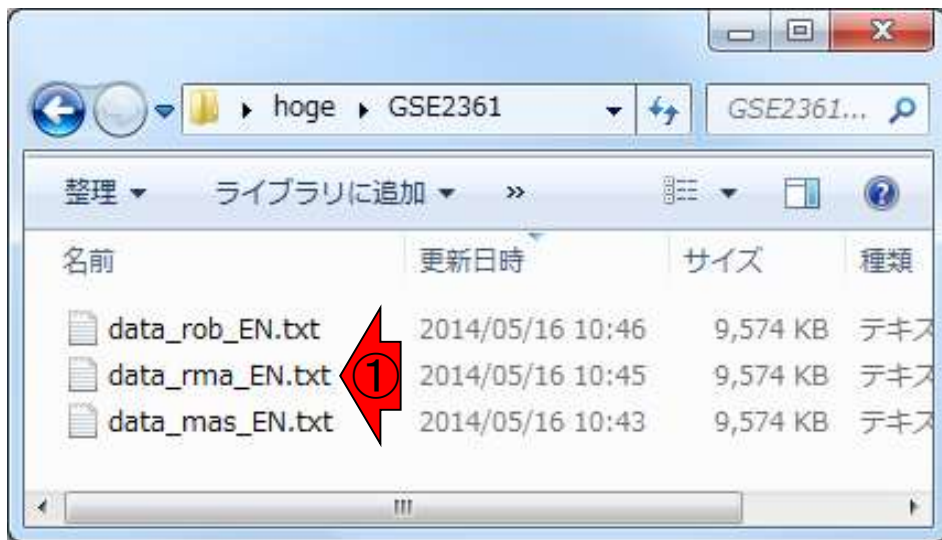 hoge GSE2361 GSE2361...
整理 ライブラリに追加 »
名前 更新日時 サイズ 種類
data_rob_EN.txt 2014/05/16 10:46 9,574 KB テキス
data_rma_EN.txt ① 2014/05/16 10:45 9,574 KB テキス
data_mas_EN.txt 2014/05/16 10:43 9,574 KB テキス